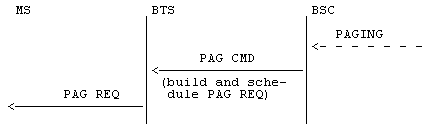 MS BTS BSC
PAGING
PAG CMD
(build and sche-
dule PAG REQ)
PAG REQ